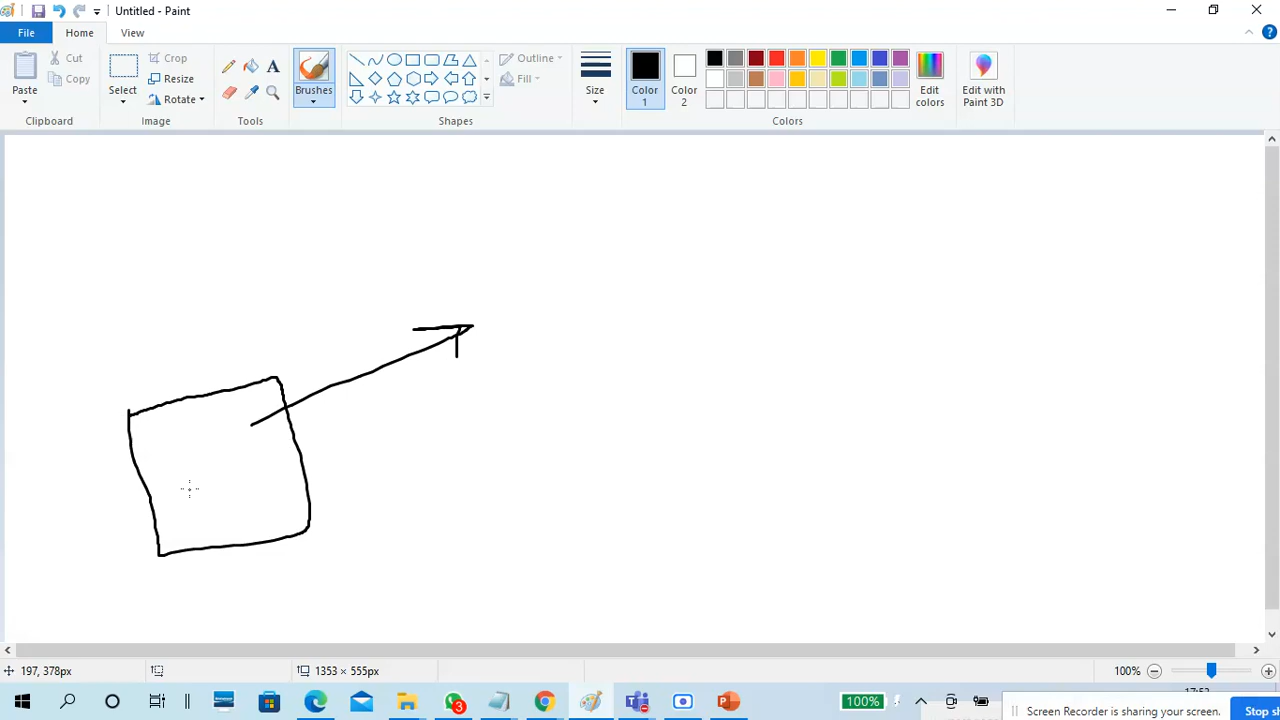 Untitled - Paint
File
Home
View
Paste
Cut
Copy
Clipboard
Select
Crop
Resize
Rotate
Image
A
Tools
Brushes
Shapes
Outline
Fill
Size
Color 1
Color 2
Edit colors
Colors
Edit with Paint 3D
197, 378px
1353 × 555px
100%
3
100%
Screen Recorder is sharing your screen.
Stop sh